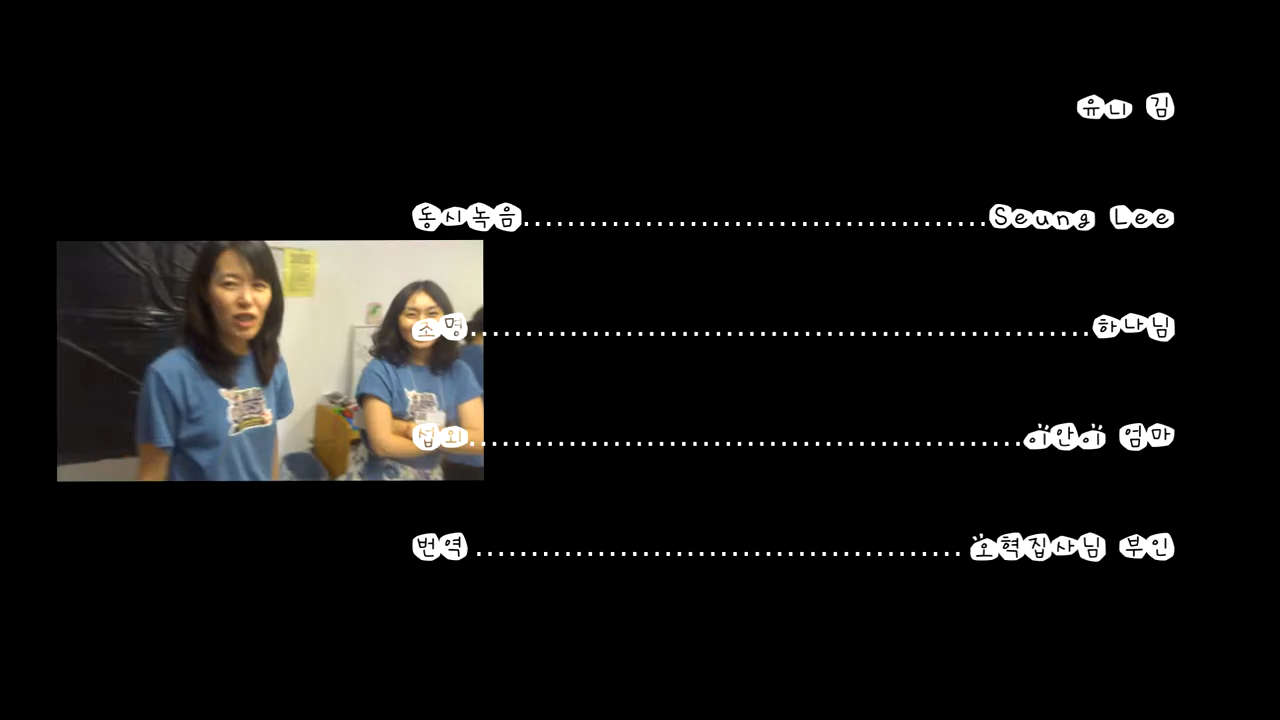 유니 김
동시녹음..............................................Seung Lee
조명..............................................................하나님
섭외.......................................................이안이 엄마
번역 ................................................. 오혁집사님 부인